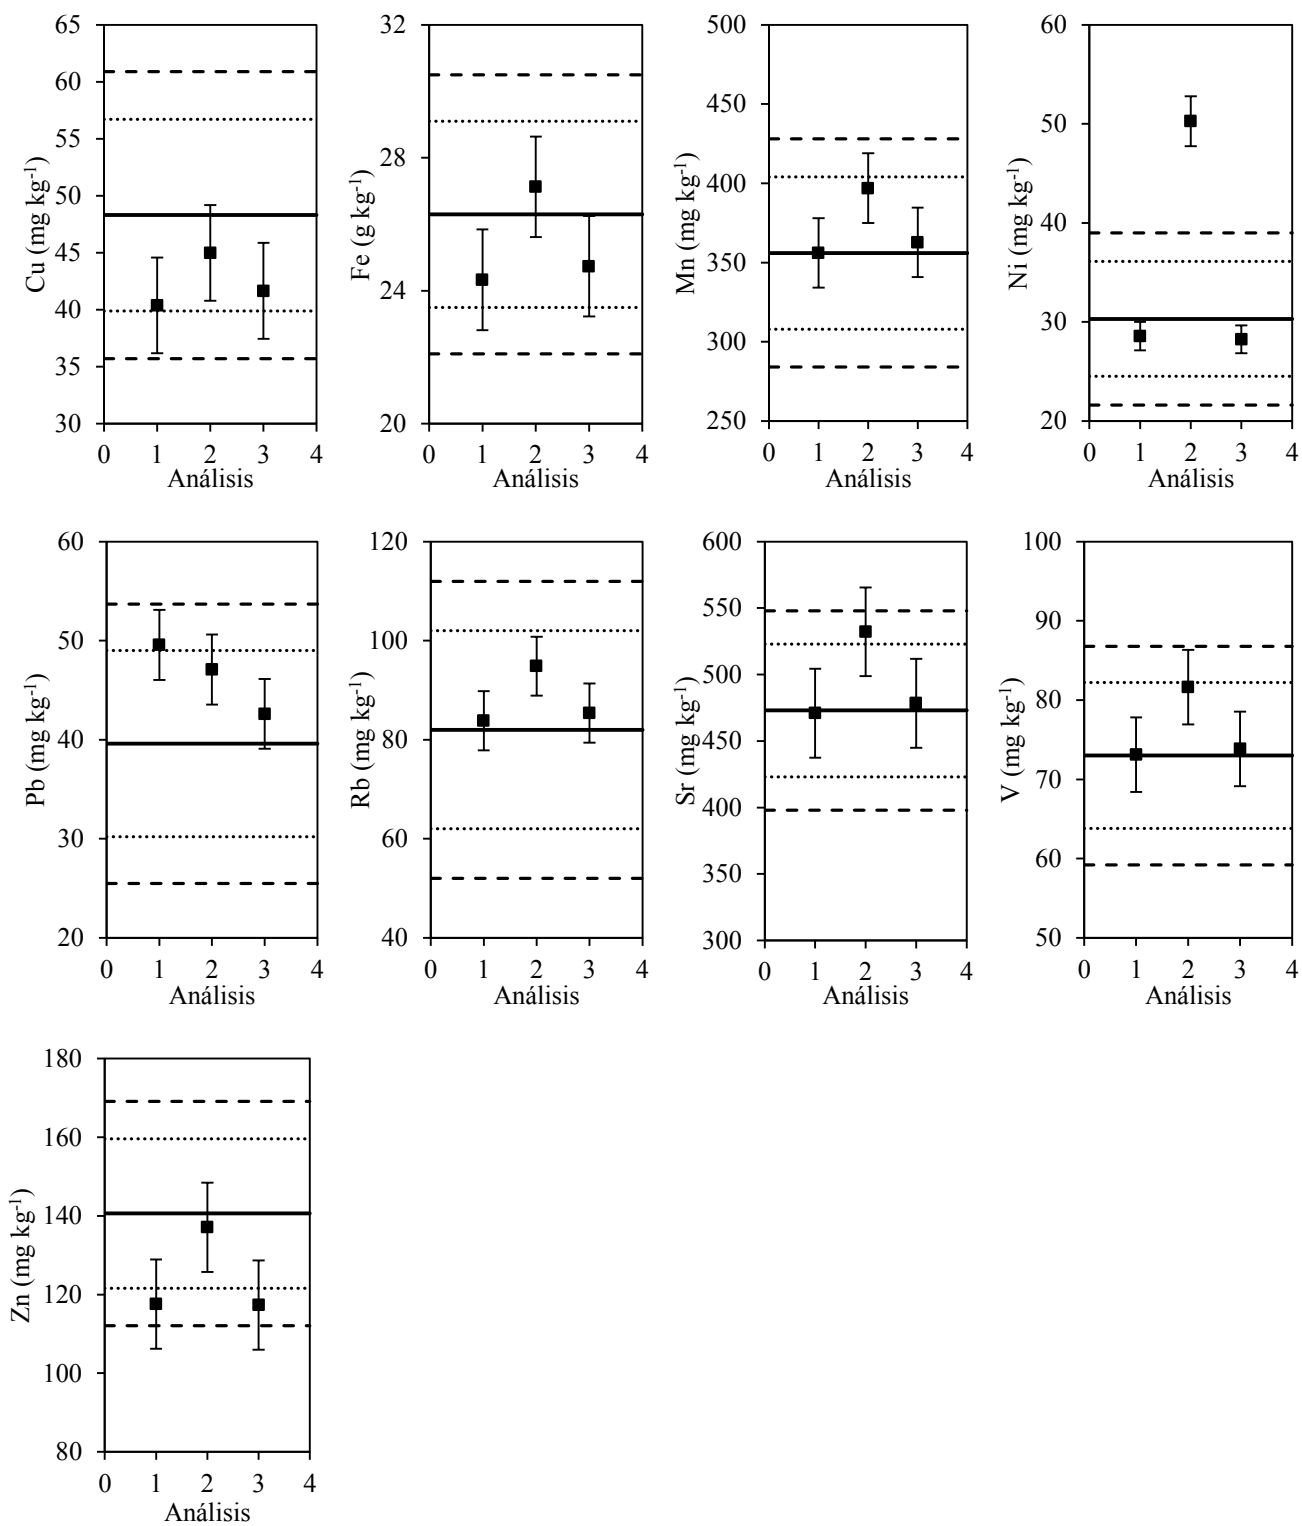 Cu (mg kg-1)
65
60
55
50
45
40
35
30
0 1 2 3 4
Análisis
Fe (g kg-1)
32
28
24
20
0 1 2 3 4
Análisis
Mn (mg kg-1)
500
450
400
350
300
250
0 1 2 3 4
Análisis
Ni (mg kg-1)
60
50
40
30
20
0 1 2 3 4
Análisis
Pb (mg kg-1)
60
50
40
30
20
0 1 2 3 4
Análisis
Rb (mg kg-1)
120
100
80
60
40
0 1 2 3 4
Análisis
Sr (mg kg-1)
600
550
500
450
400
350
300
0 1 2 3 4
Análisis
V (mg kg-1)
100
90
80
70
60
50
0 1 2 3 4
Análisis
Zn (mg kg-1)
180
160
140
120
100
80
0 1 2 3 4
Análisis